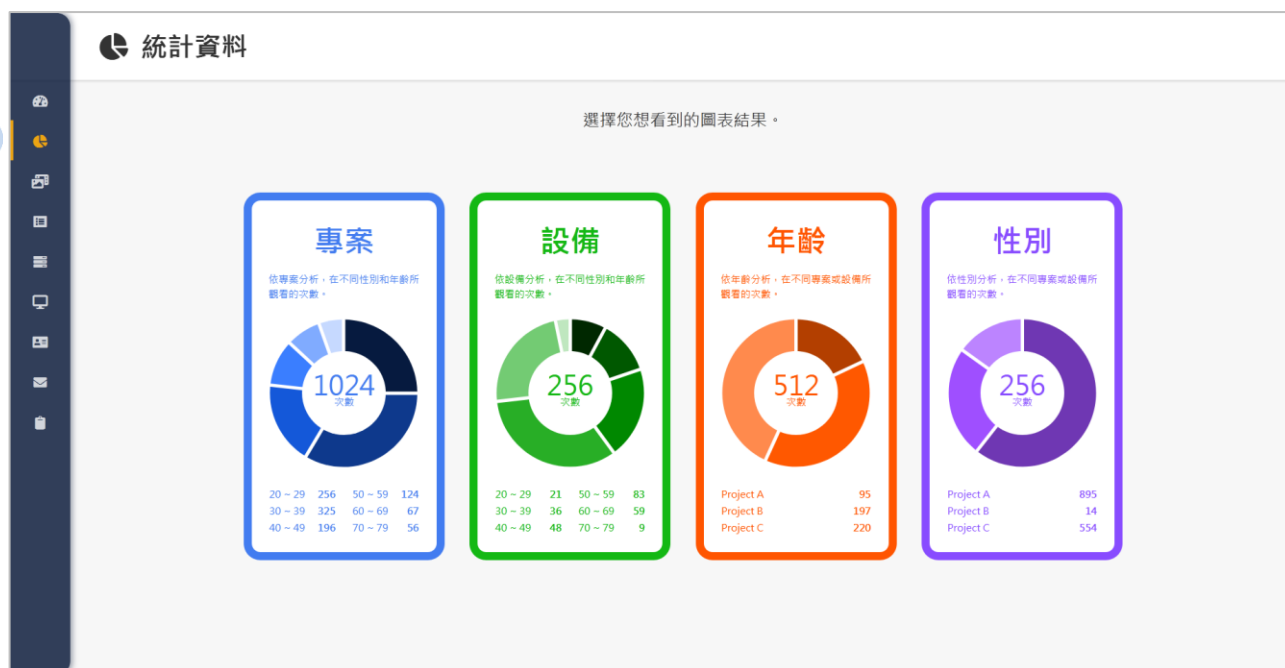 統計資料
選擇您想看到的圖表結果。
專案
依專案分析，在不同性別和年齡所
觀看的次數。
1024
次數
20 ~ 29 256 50 ~ 59 124
30 ~ 39 325 60 ~ 69 67
40 ~ 49 196 70 ~ 79 56
設備
依設備分析，在不同性別和年齡所
觀看的次數。
256
次數
20 ~ 29 21 50 ~ 59 83
30 ~ 39 36 60 ~ 69 59
40 ~ 49 48 70 ~ 79 9
年齡
依年齡分析，在不同專案或設備所
觀看的次數。
512
次數
Project A 95
Project B 197
Project C 220
性別
依性別分析，在不同專案或設備所
觀看的次數。
256
次數
Project A 895
Project B 14
Project C 554